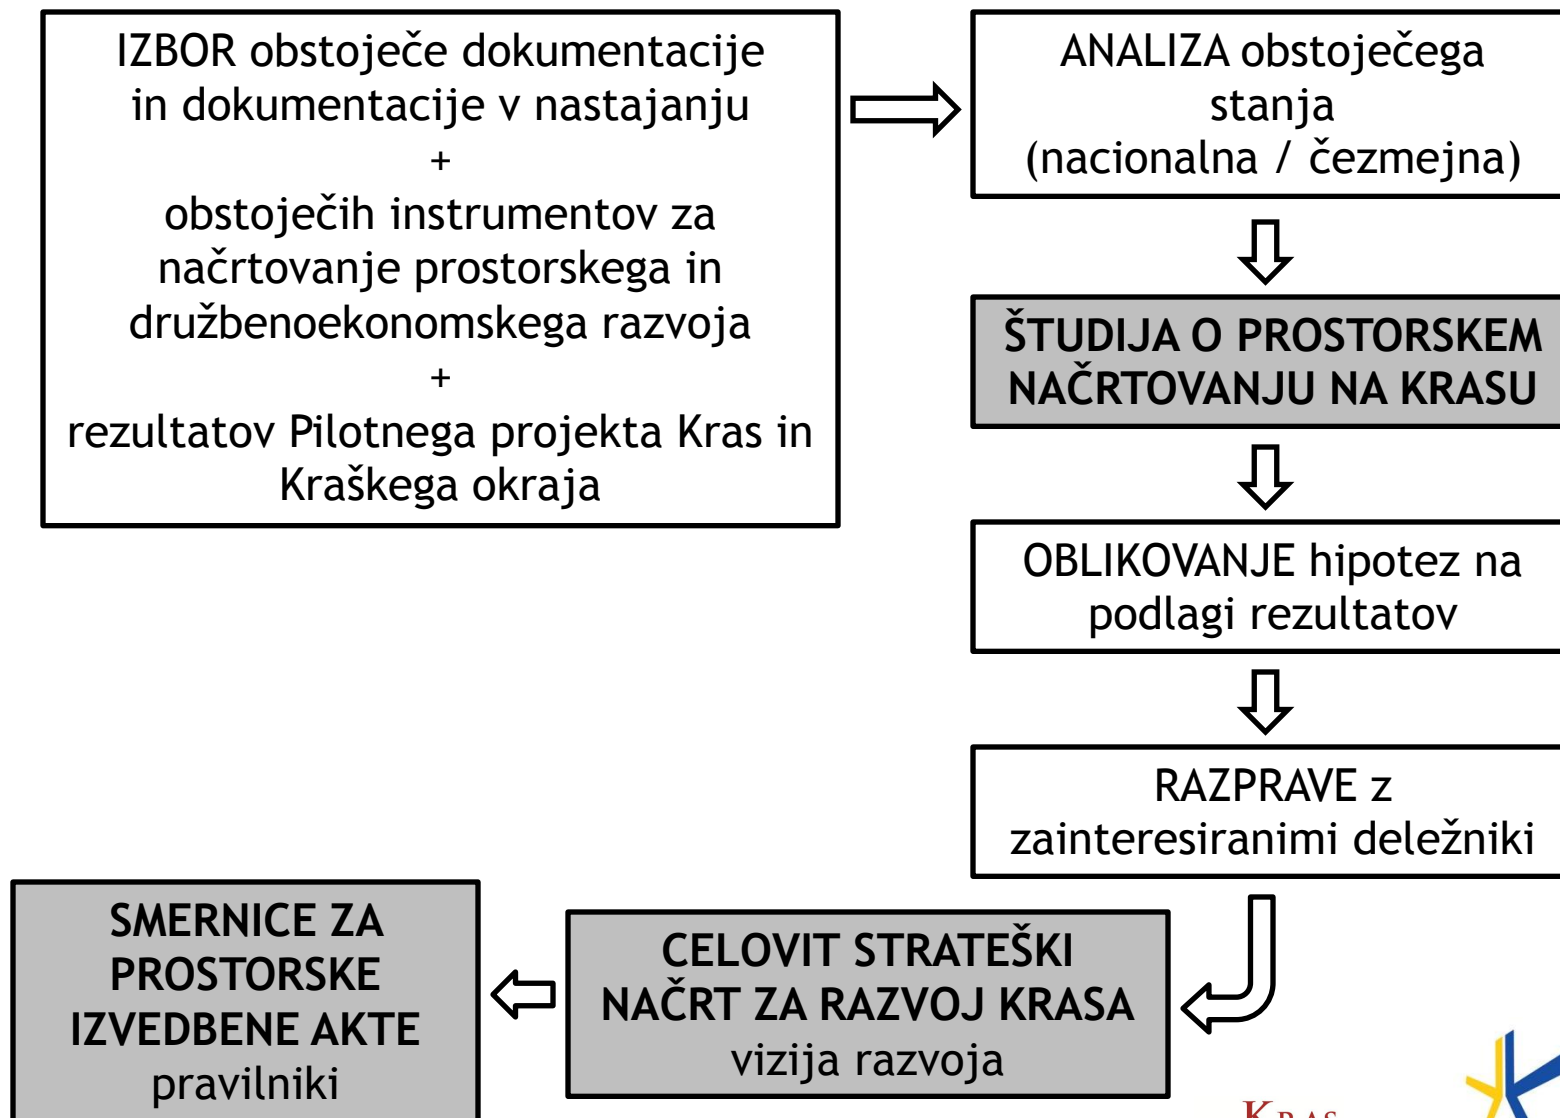 IZBOR obstoječe dokumentacije
in dokumentacije v nastajanju
+
obstoječih instrumentov za
načrtovanje prostorskega in
družbenoekonomskega razvoja
+
rezultatov Pilotnega projekta Kras in
Kraškega okraja
ANALIZA obstoječega
stanja
(nacionalna / čezmejna)
ŠTUDIJA O PROSTORSKEM
NAČRTOVANJU NA KRASU
OBLIKOVANJE hipotez na
podlagi rezultatov
RAZPRAVE z
zainteresiranimi deležniki
CELOVIT STRATEŠKI
NAČRT ZA RAZVOJ KRASA
vizija razvoja
SMERNICE ZA
PROSTORSKE
IZVEDBENE AKTE
pravilniki
KRAS